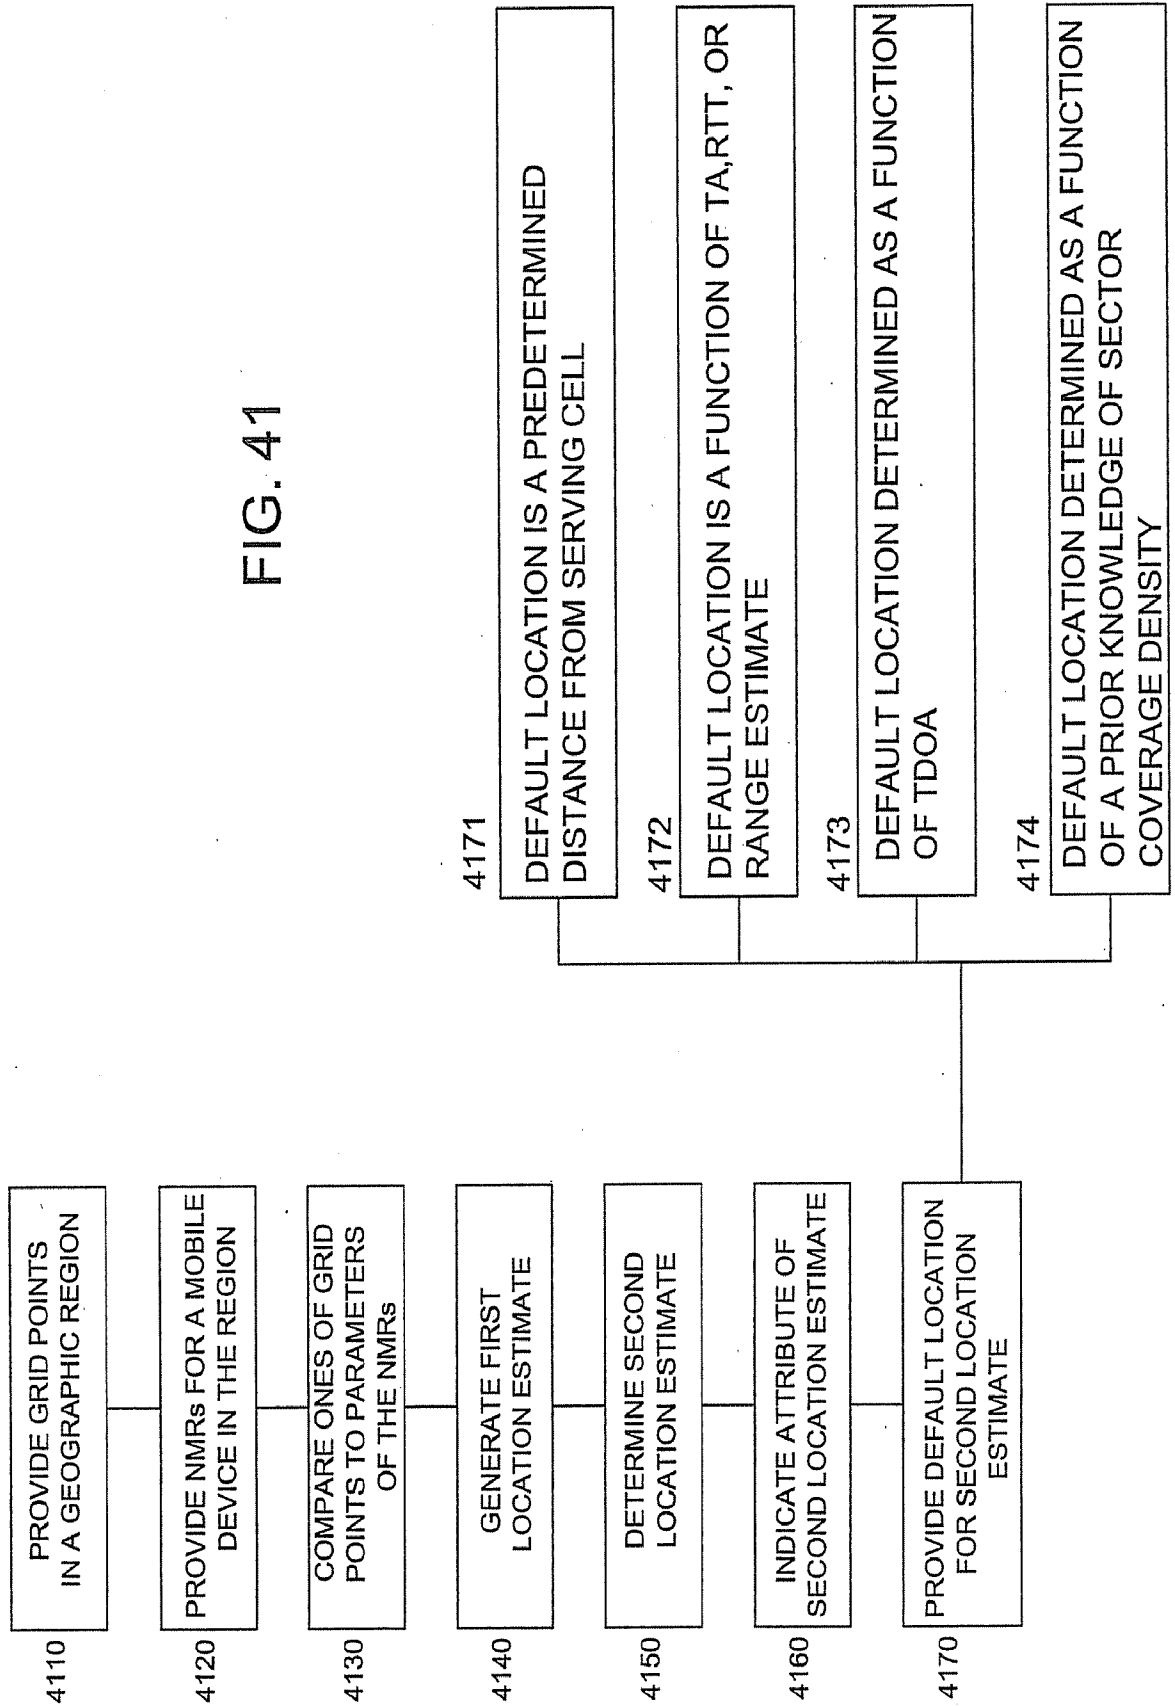 FIG. 41
4110
PROVIDE GRID POINTS
IN A GEOGRAPHIC REGION
4120
PROVIDE NMRs FOR A MOBILE
DEVICE IN THE REGION
4130
COMPARE ONES OF GRID
POINTS TO PARAMETERS
OF THE NMRs
4140
GENERATE FIRST
LOCATION ESTIMATE
4150
DETERMINE SECOND
LOCATION ESTIMATE
4160
INDICATE ATTRIBUTE OF
SECOND LOCATION ESTIMATE
4170
PROVIDE DEFAULT LOCATION
FOR SECOND LOCATION
ESTIMATE
4171
DEFAULT LOCATION IS A PREDETERMINED
DISTANCE FROM SERVING CELL
4172
DEFAULT LOCATION IS A FUNCTION OF TA,RTT, OR
RANGE ESTIMATE
4173
DEFAULT LOCATION DETERMINED AS A FUNCTION
OF TDOA
4174
DEFAULT LOCATION DETERMINED AS A FUNCTION
OF A PRIOR KNOWLEDGE OF SECTOR
COVERAGE DENSITY